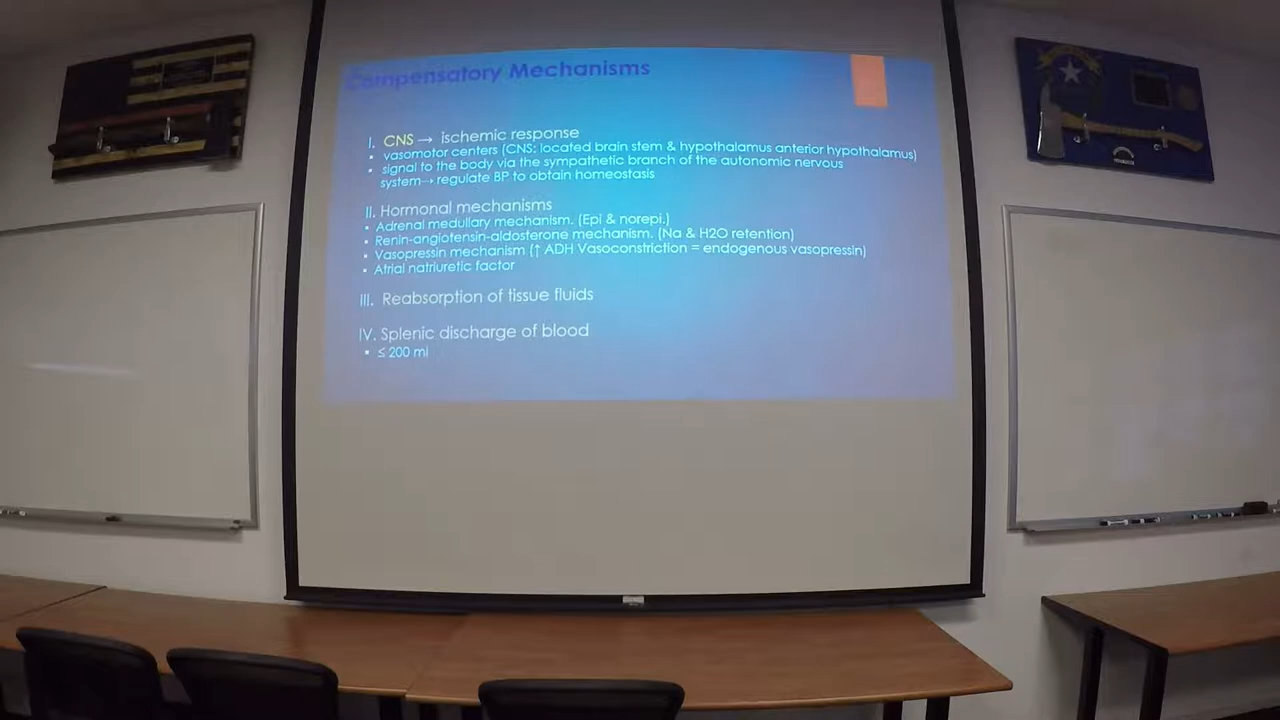 Compensatory Mechanisms
I. CNS → ischemic response
▪ vasomotor centers (CNS: located brain stem & hypothalamus anterior hypothalamus)
▪ signal to the body via the sympathetic branch of the autonomic nervous
system→ regulate BP to obtain homeostasis
II. Hormonal mechanisms
▪ Adrenal medullary mechanism. (Epi & norepi.)
▪ Renin-angiotensin-aldosterone mechanism. (Na & H2O retention)
▪ Vasopressin mechanism (↑ ADH Vasoconstriction = endogenous vasopressin)
▪ Atrial natriuretic factor
III. Reabsorption of tissue fluids
IV. Splenic discharge of blood
▪ ≤ 200 ml